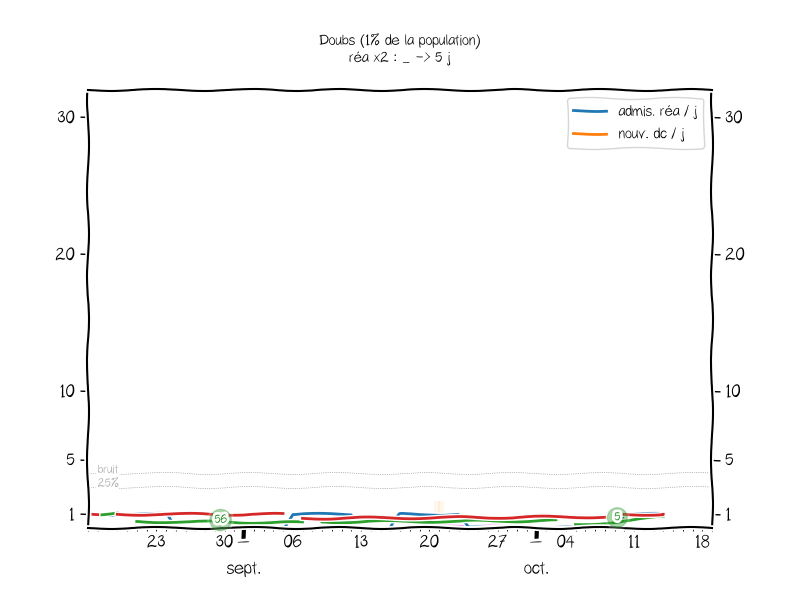 Doubs (1% de la population)
réa x2 : _ -> 5 j
admis. réa / j
nouv. dc / j
30 30
20 20
10 10
5 5
bruit
25%
1 56 5 1
23 30 06 13 20 27 04 11 18
sept. oct.